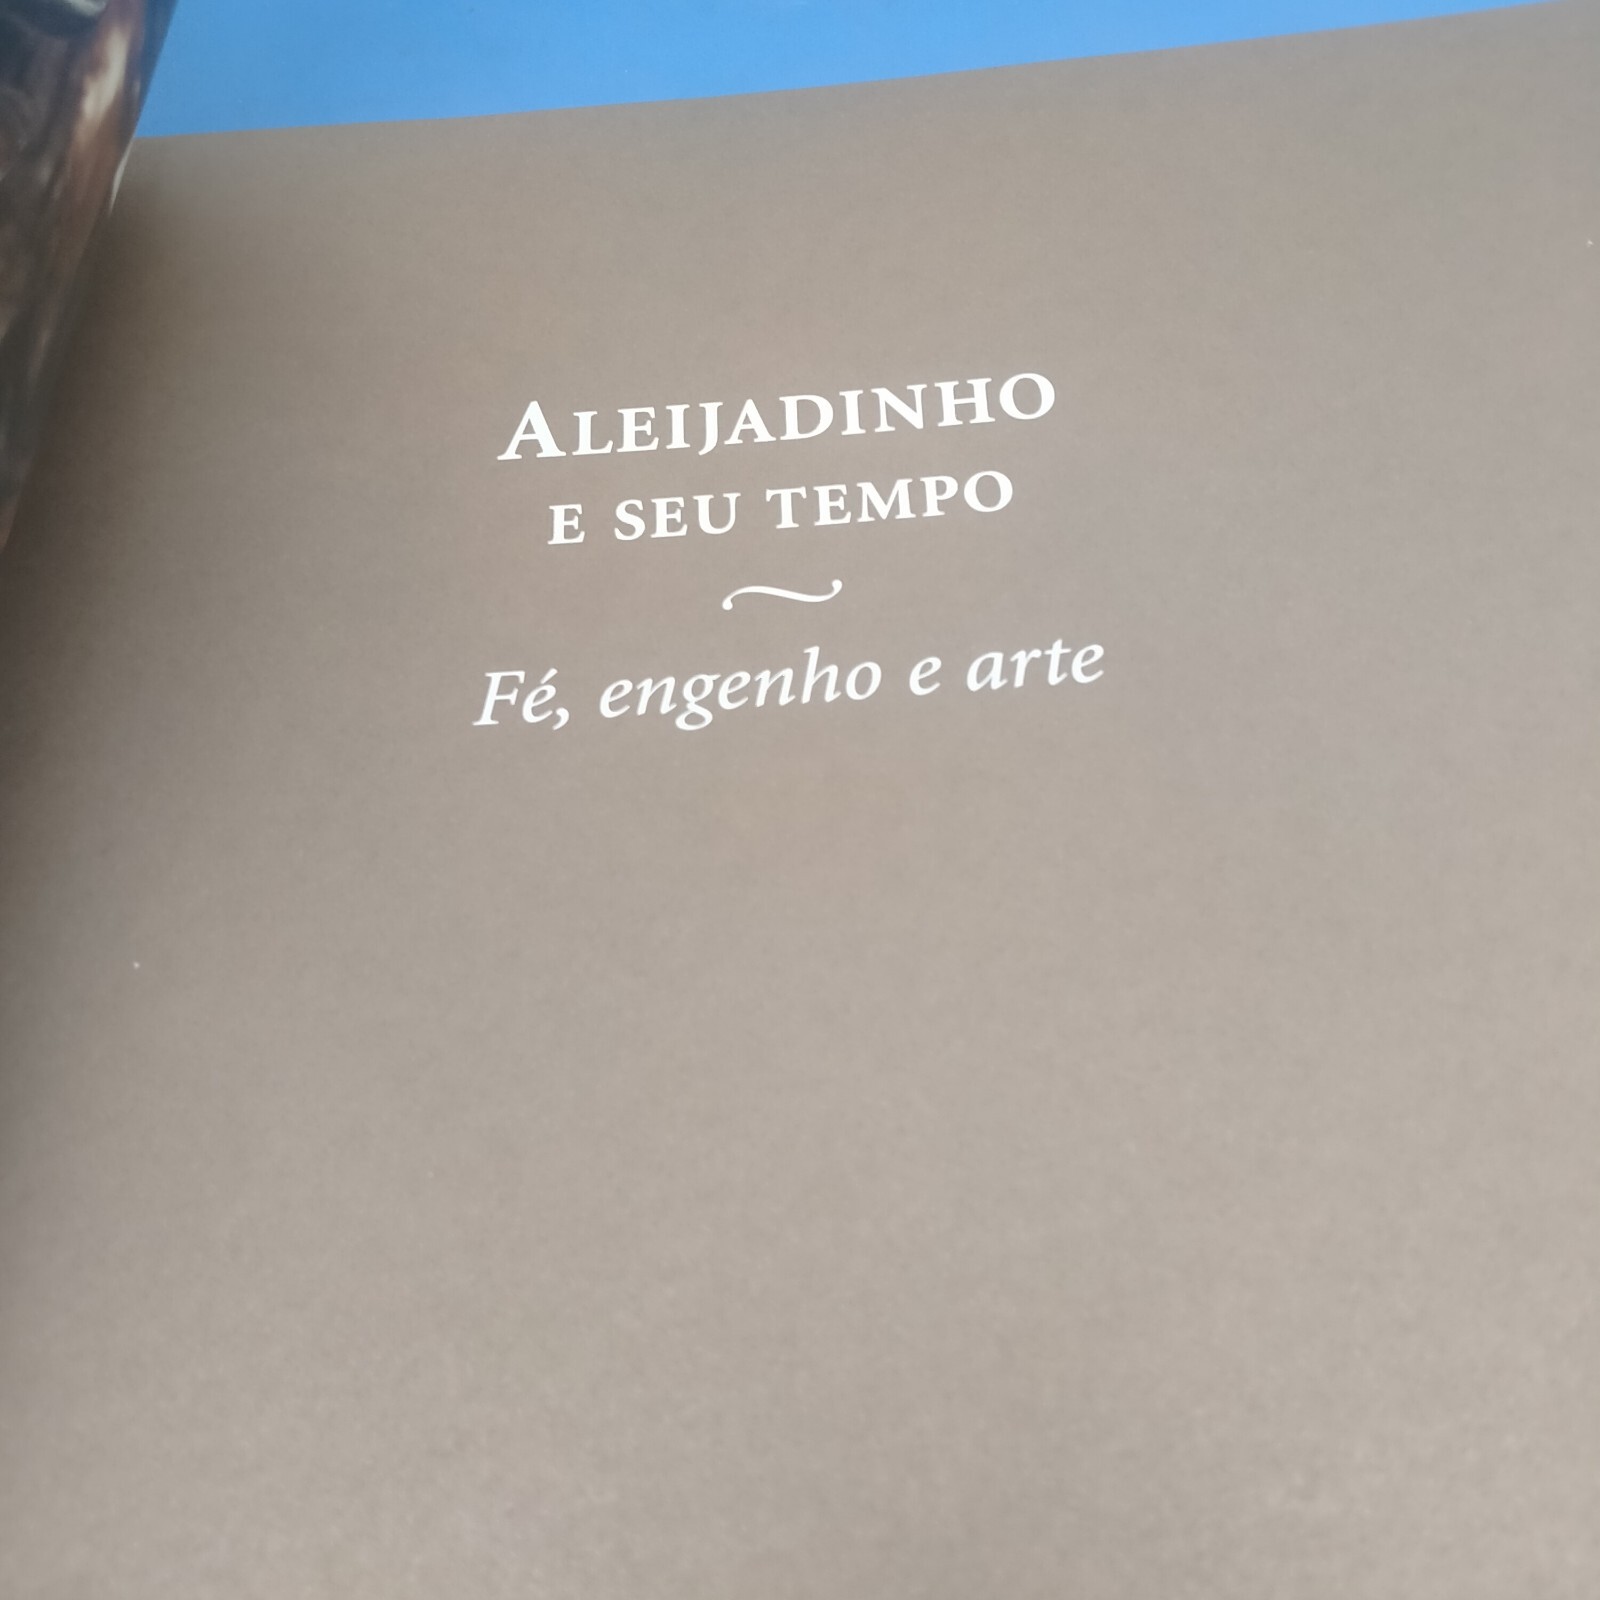 ALEIJADINHO
E SEU TEMPO
Fé, engenho e arte